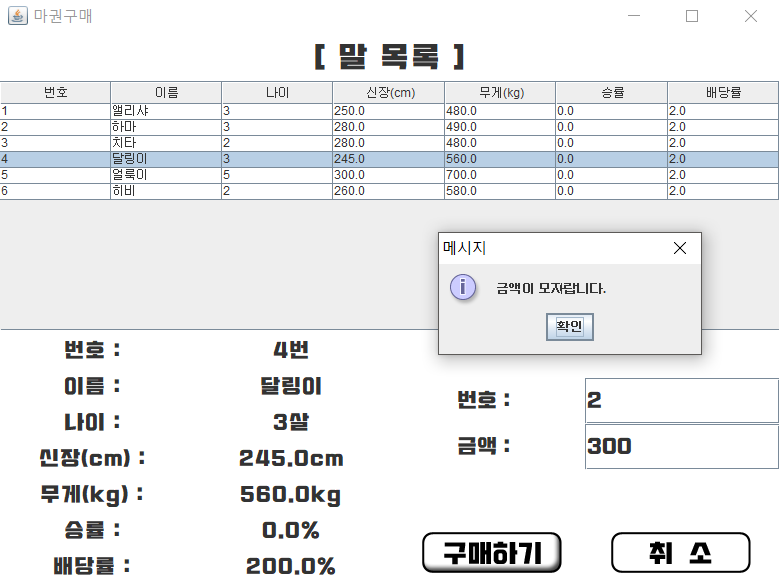 마권구매
[ 말 목록 ]
번호 이름 나이 신장(cm) 무게(kg) 승률 배당률
1 앨리샤 3 250.0 480.0 0.0 2.0
2 하마 3 280.0 490.0 0.0 2.0
3 치타 2 280.0 480.0 0.0 2.0
4 달링이 3 245.0 560.0 0.0 2.0
5 얼룩이 5 300.0 700.0 0.0 2.0
6 히비 2 260.0 580.0 0.0 2.0
메시지
금액이 모자랍니다.
확인
번호 : 4번
이름 : 달링이
나이 : 3살
신장(cm) : 245.0cm
무게(kg) : 560.0kg
승률 : 0.0%
배당률 : 200.0%
번호 : 2
금액 : 300
구매하기
취 소